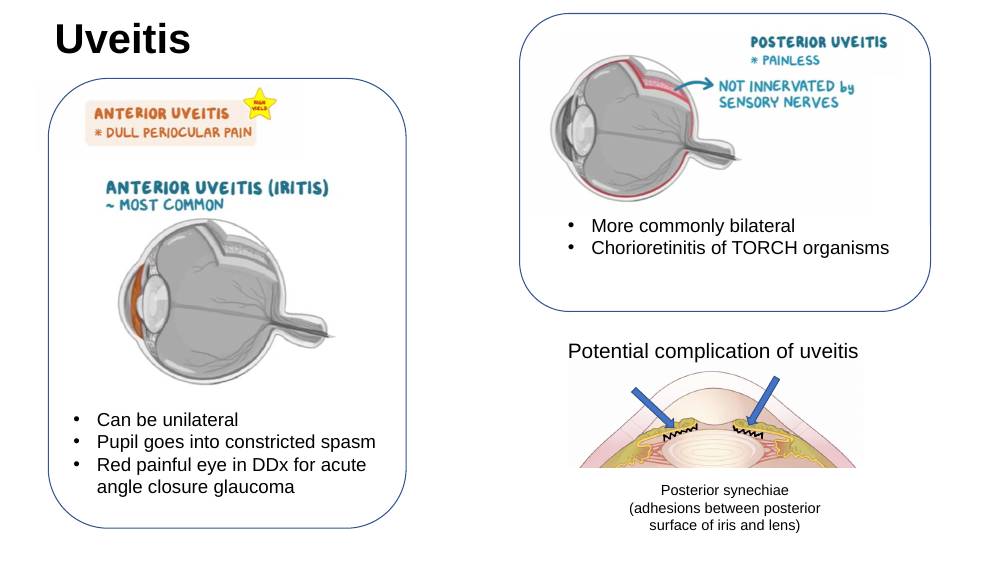 Uveitis
ANTERIOR UVEITIS
HIGH
YIELD
* DULL PERIOCULAR PAIN
ANTERIOR UVEITIS (IRITIS)
~ MOST COMMON
• Can be unilateral
• Pupil goes into constricted spasm
• Red painful eye in DDx for acute
angle closure glaucoma
POSTERIOR UVEITIS
* PAINLESS
NOT INNERVATED by
SENSORY NERVES
• More commonly bilateral
• Chorioretinitis of TORCH organisms
Potential complication of uveitis
Posterior synechiae
(adhesions between posterior
surface of iris and lens)